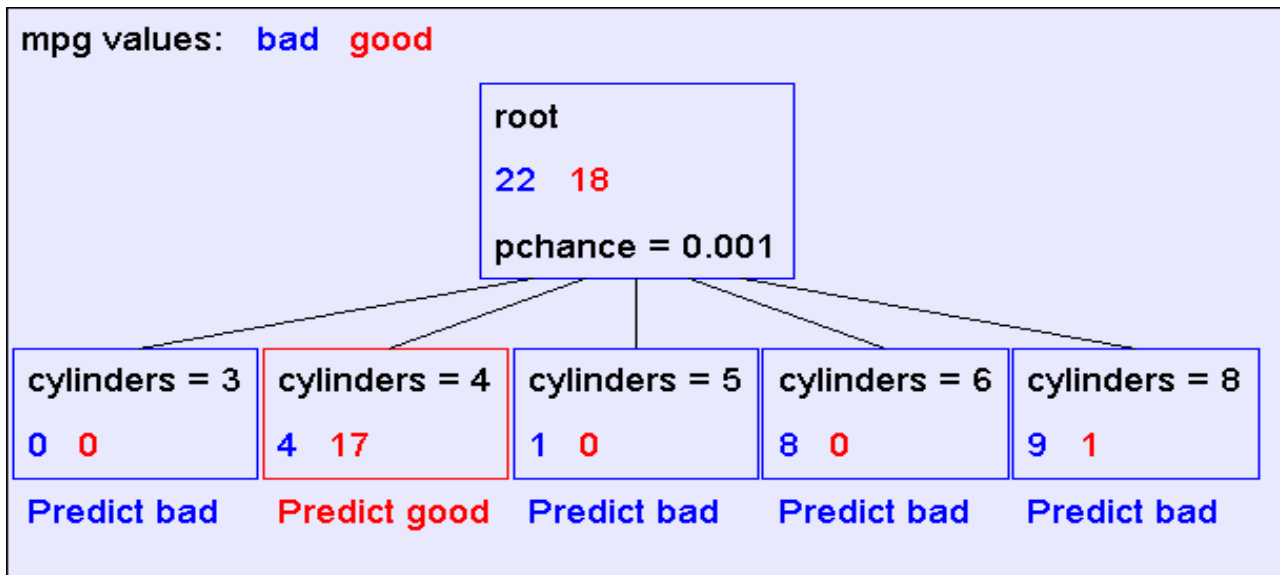 mpg values: bad good
root
22 18
pchance = 0.001
cylinders = 3 cylinders = 4 cylinders = 5 cylinders = 6 cylinders = 8
0 0 4 17 1 0 8 0 9 1
Predict bad Predict good Predict bad Predict bad Predict bad